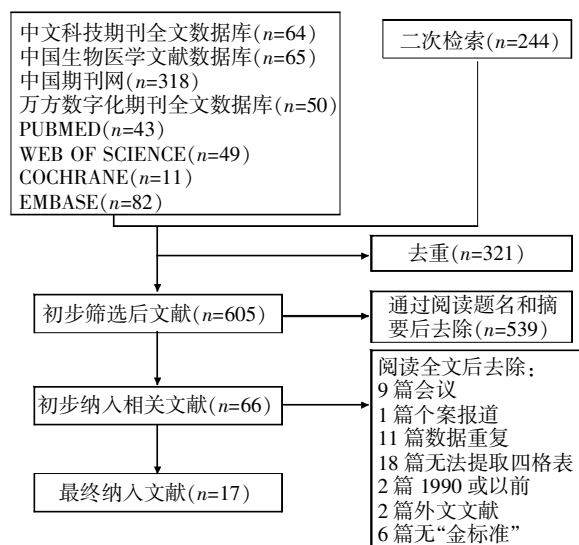 中文科技期刊全文数据库(n=64)
中国生物医学文献数据库(n=65)
中国期刊网(n=318)
万方数字化期刊全文数据库(n=50)
PUBMED(n=43)
WEB OF SCIENCE(n=49)
COCHRANE(n=11)
EMBASE(n=82)
二次检索(n=244)
去重(n=321)
初步筛选后文献(n=605)
通过阅读题名和摘
要后去除(n=539)
初步纳入相关文献(n=66)
阅读全文后去除：
9 篇会议
1 篇个案报道
11 篇数据重复
18 篇无法提取四格表
2 篇 1990 或以前
2 篇外文文献
6 篇无“金标准”
最终纳入文献(n=17)